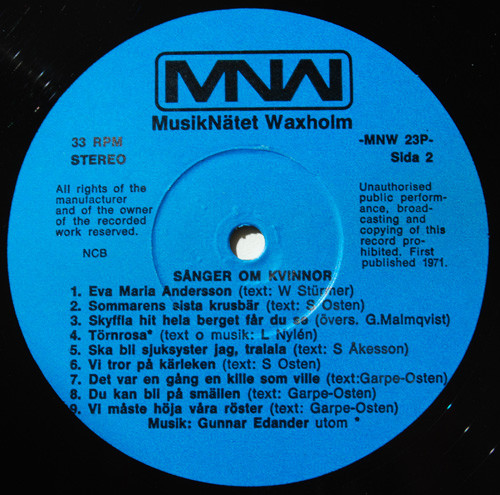 MNW
MusikNätet Waxholm
33 RPM
STEREO
-MNW 23P-
Sida 2
All rights of the
manufacturer
and of the owner
of the recorded
work reserved.
NCB
Unauthorised
public perform-
ance, broad-
casting and
copying of this
record pro-
hibited. First
published 1971.
SÅNGER OM KVINNOR
1. Eva Maria Andersson (text: W Stürmer)
2. Sommarens sista krusbär (text: S Osten)
3. Skyffla hit hela berget får du se (övers. G.Malmqvist)
4. Törnrosa* (text o musik: L Nylén)
5. Ska bli sjuksyster jag, tralala (text: S Åkesson)
6. Vi tror på kärleken (text: S Osten)
7. Det var en gång en kille som ville (text:Garpe-Osten)
8. Du kan bli på smällen (text: Garpe-Osten)
9. Vi måste höja våra röster (text: Garpe-Osten)
Musik: Gunnar Edander utom *